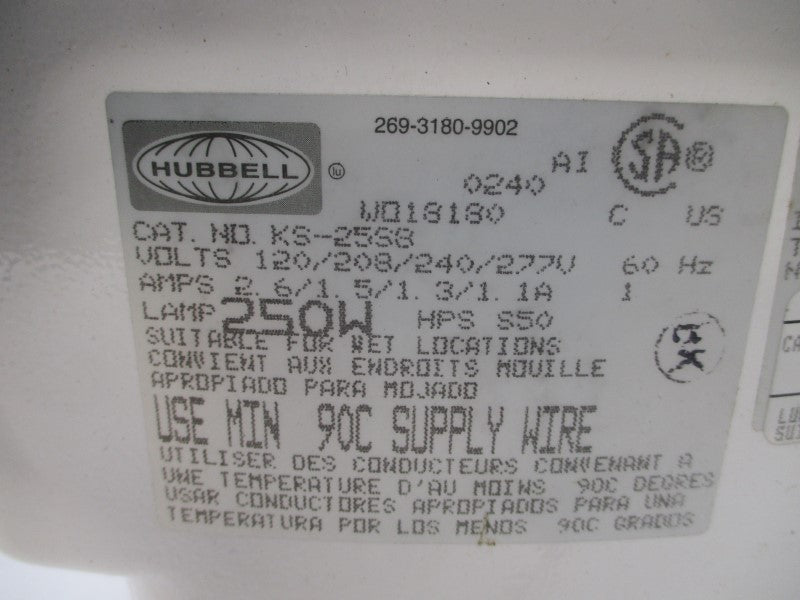 269-3180-9902
HUBBELL
AI
0240
W018180
C US
CAT. NO. KS-25S8
VOLTS 120/208/240/277V 60 Hz
AMPS 2.6/1.5/1.3/1.1A 1
LAMP 250W HPS S50
SUITABLE FOR WET LOCATIONS
CONVIENT AUX ENDROITS MOUILLE
APROPIADO PARA MOJADO
USE MIN 90C SUPPLY WIRE
UTILISER DES CONDUCTEURS CONVENANT A
UNE TEMPERATURE D'AU MOINS 90C DEGRES
USAR CONDUCTORES APROPIADOS PARA UNA
TEMPERATURA POR LOS MENOS 90C GRADOS